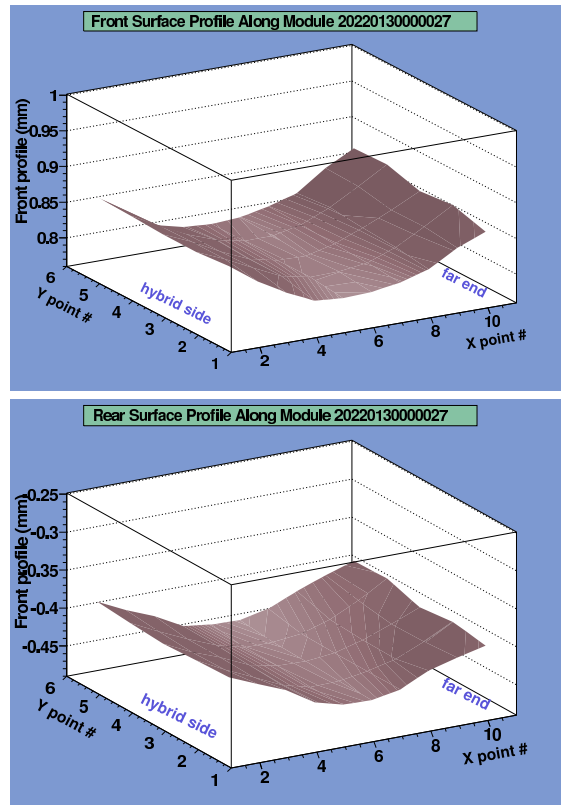 Front Surface Profile Along Module 20220130000027
Front profile (mm)
1
0.95
0.9
0.85
0.8
6
5
4
3
2
1
Y point #
hybrid side
2
4
6
8
10
X point #
far end
Rear Surface Profile Along Module 20220130000027
Front profile (mm)
-0.25
-0.3
-0.35
-0.4
-0.45
6
5
4
3
2
1
Y point #
hybrid side
2
4
6
8
10
X point #
far end